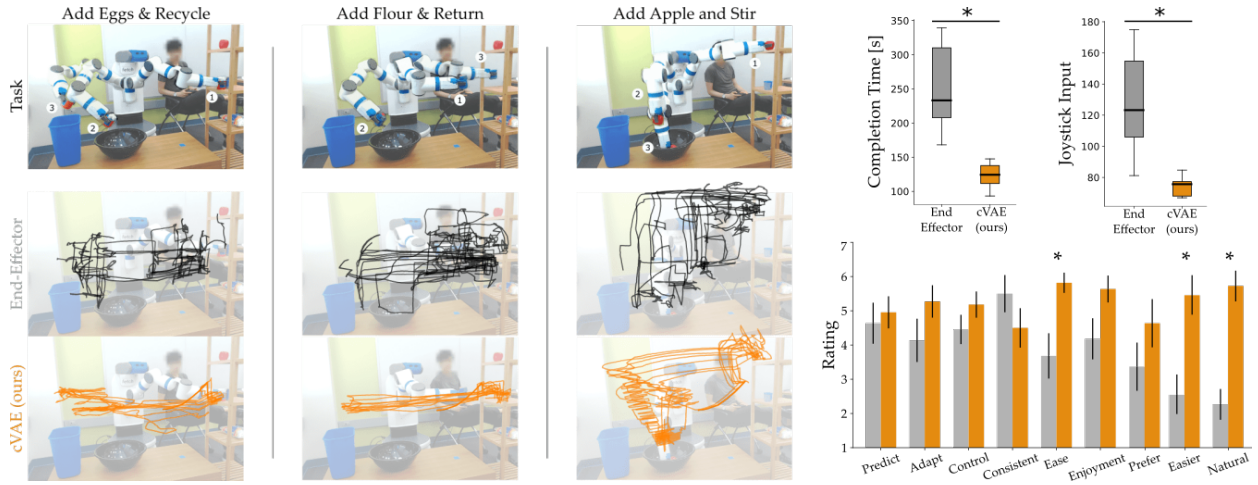 Add Eggs & Recycle
Add Flour & Return
Add Apple and Stir
Task
1
2
3
1
2
3
1
2
3
End-Effector
cVAE (ours)
Completion Time [s]
350
300
250
200
150
100
*
End
Effector
cVAE
(ours)
Joystick Input
180
160
140
120
100
80
*
End
Effector
cVAE
(ours)
Rating
7
6
5
4
3
2
1
* * *
Predict
Adapt
Control
Consistent
Ease
Enjoyment
Prefer
Easier
Natural